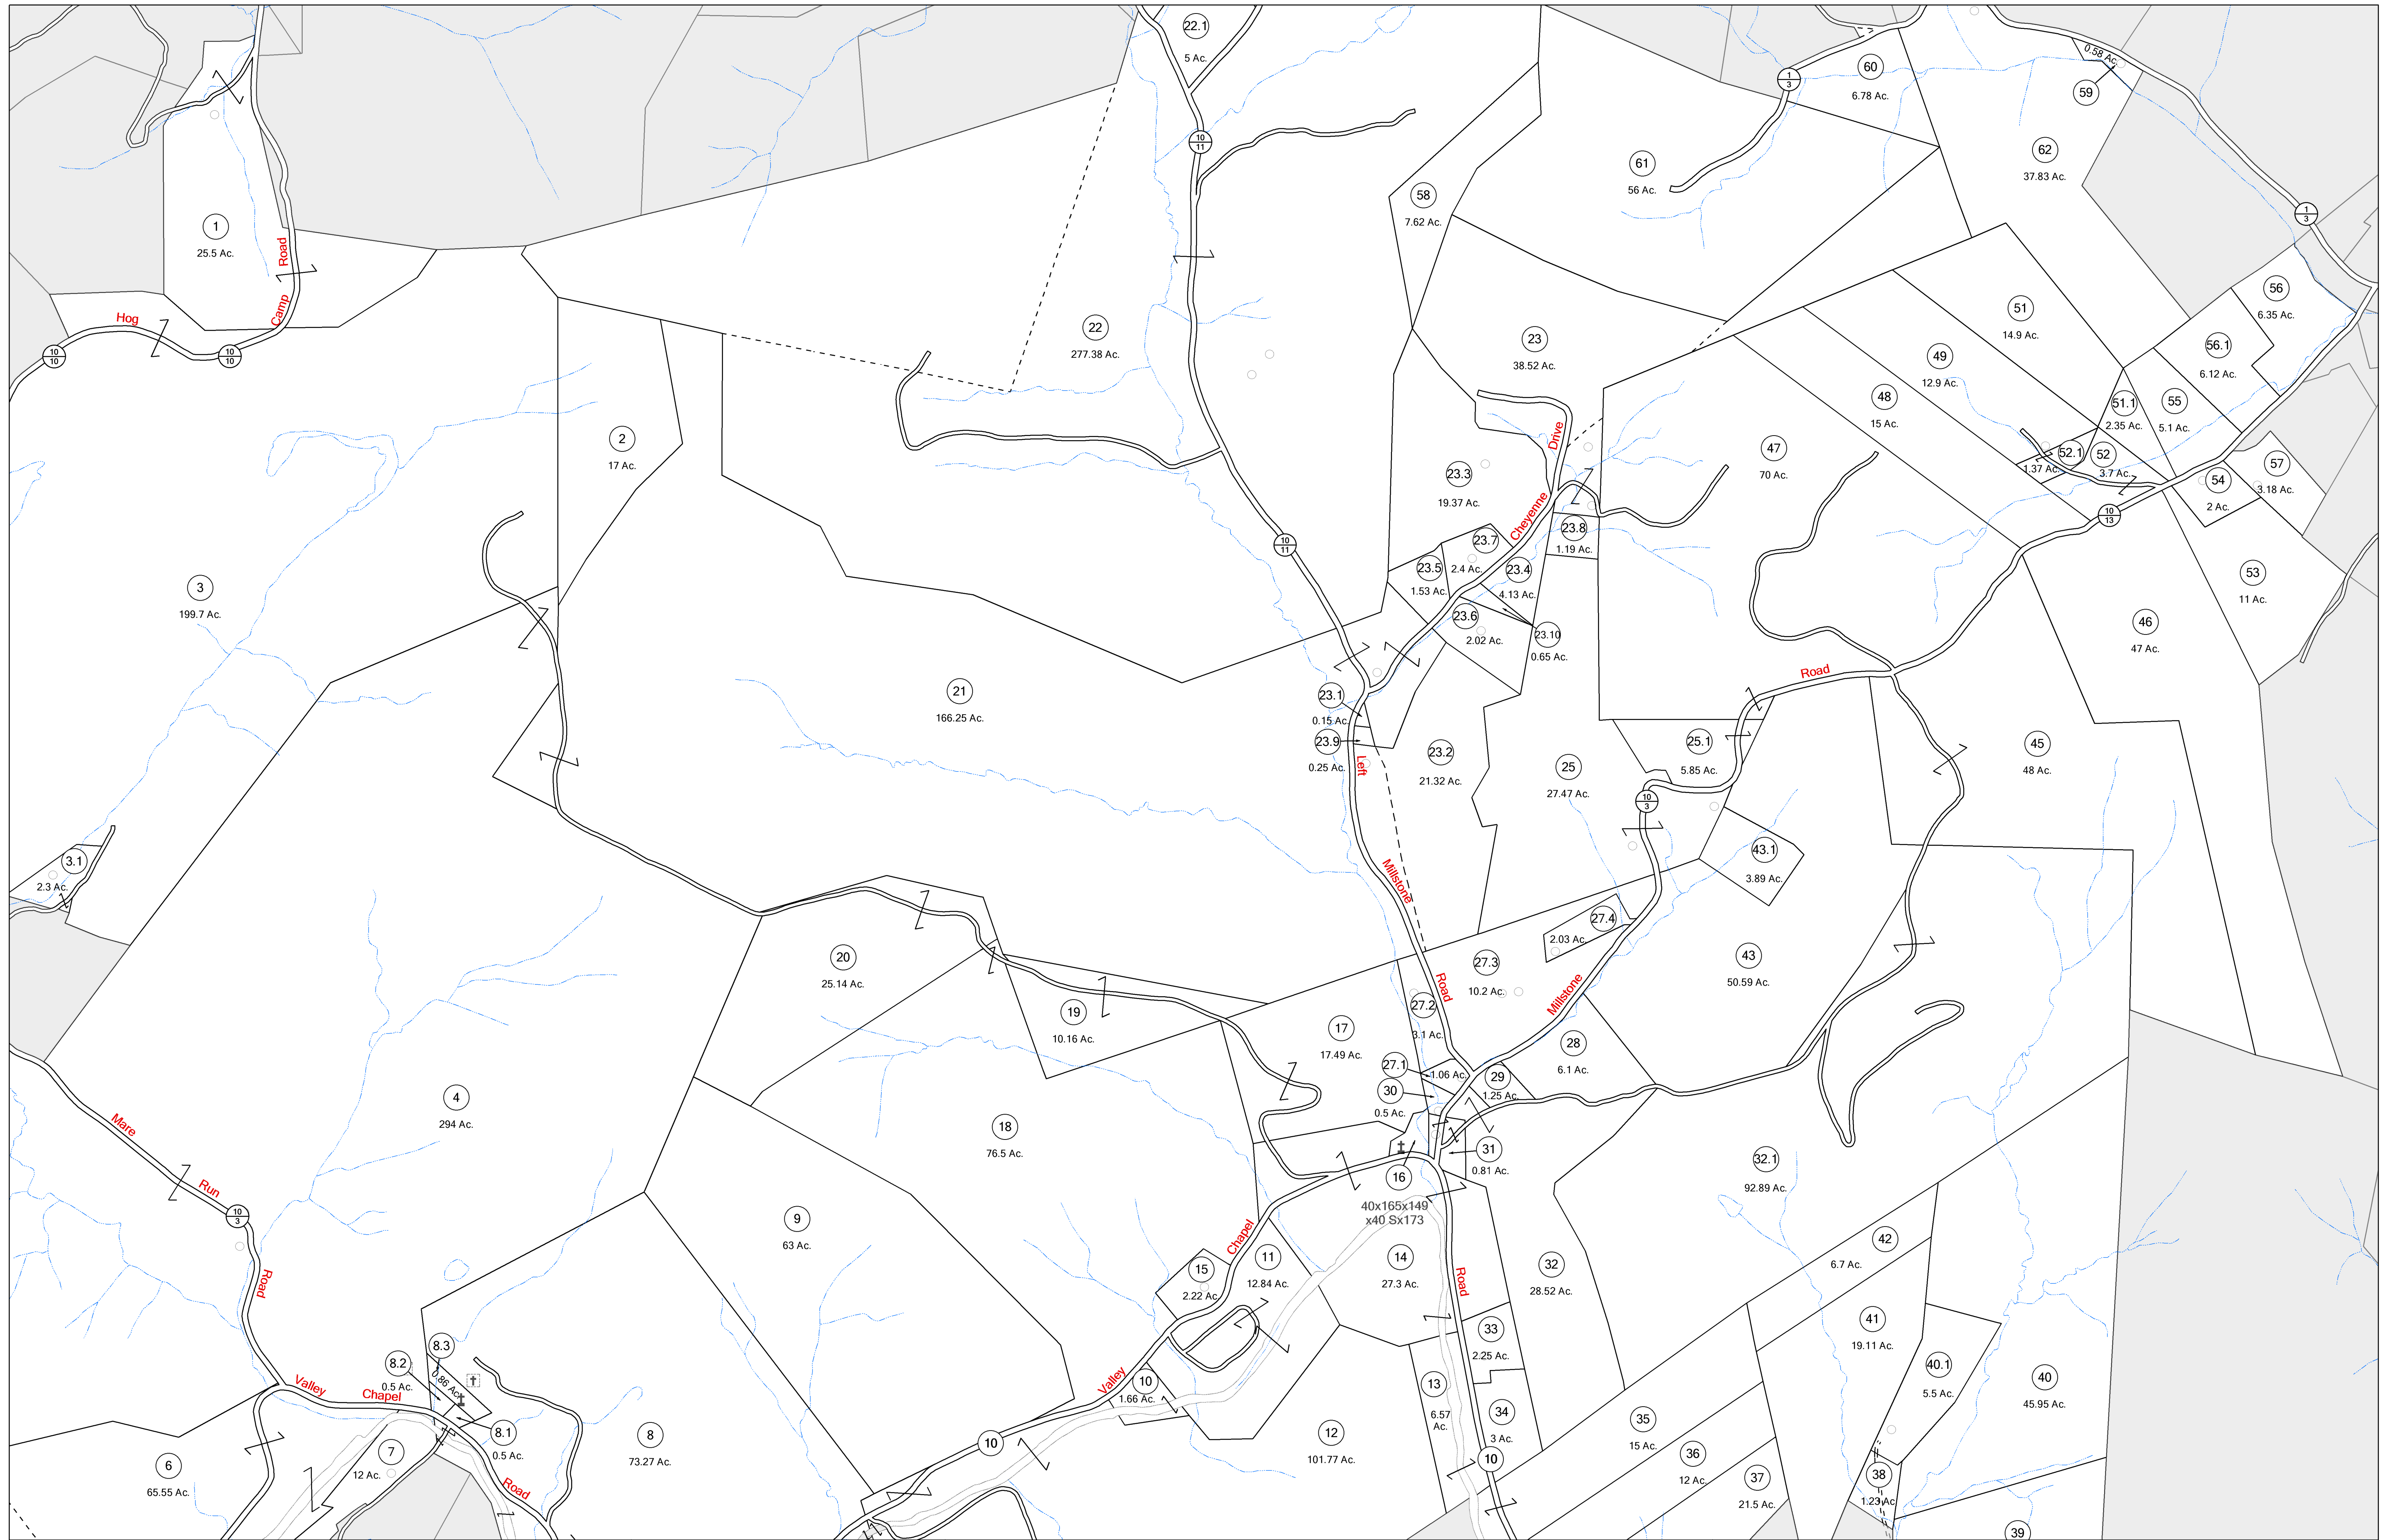 22.1
5 Ac.
0.58 Ac.
59
1
3
60
6.78 Ac.
10
11
62
37.83 Ac.
61
56 Ac.
58
7.62 Ac.
1
3
1
25.5 Ac.
Road
Camp
Hog
10
10
10
10
22
277.38 Ac.
23
38.52 Ac.
51
14.9 Ac.
56
6.35 Ac.
56.1
6.12 Ac.
49
12.9 Ac.
48
15 Ac.
51.1
2.35 Ac.
55
5.1 Ac.
2
17 Ac.
Drive
47
70 Ac.
52.1
1.37 Ac.
52
3.7 Ac.
57
3.18 Ac.
54
2 Ac.
23.3
19.37 Ac.
Cheyenne
23.8
1.19 Ac.
10
13
10
11
23.7
2.4 Ac.
23.5
1.53 Ac.
23.4
4.13 Ac.
53
11 Ac.
3
199.7 Ac.
23.6
2.02 Ac.
23.10
0.65 Ac.
46
47 Ac.
Road
21
166.25 Ac.
23.1
0.15 Ac.
23.9
0.25 Ac.
Left
23.2
21.32 Ac.
25
27.47 Ac.
25.1
5.85 Ac.
45
48 Ac.
10
3
3.1
2.3 Ac.
Millstone
43.1
3.89 Ac.
27.4
2.03 Ac.
20
25.14 Ac.
27.3
10.2 Ac.
43
50.59 Ac.
Road
Millstone
27.2
3.1 Ac.
19
10.16 Ac.
17
17.49 Ac.
28
6.1 Ac.
27.1
1.06 Ac.
29
1.25 Ac.
30
0.5 Ac.
4
294 Ac.
Mare
18
76.5 Ac.
31
0.81 Ac.
16
32.1
92.89 Ac.
Run
10
3
40x165x149
x40 Sx173
9
63 Ac.
Chapel
11
12.84 Ac.
14
27.3 Ac.
42
6.7 Ac.
Road
15
2.22 Ac.
Road
32
28.52 Ac.
41
19.11 Ac.
33
2.25 Ac.
8.3
0.86 Ac.
8.2
0.5 Ac.
40.1
5.5 Ac.
40
45.95 Ac.
Valley
Chapel
Valley
10
1.66 Ac.
13
6.57
Ac.
34
3 Ac.
35
15 Ac.
8.1
0.5 Ac.
8
73.27 Ac.
10
12
101.77 Ac.
10
7
12 Ac.
6
65.55 Ac.
Road
36
12 Ac.
37
21.5 Ac.
38
1.23 Ac.
39